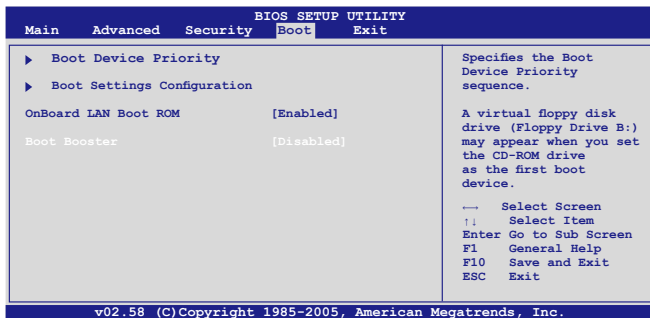 BIOS SETUP UTILITY
Main Advanced Security Boot Exit
Boot Device Priority
Boot Settings Configuration
OnBoard LAN Boot ROM [Enabled]
Boot Booster [Disabled]
Specifies the Boot
Device Priority
sequence.
A virtual floppy disk
drive (Floppy Drive B:)
may appear when you set
the CD-ROM drive
as the first boot
device.
←→ Select Screen
↑↓ Select Item
Enter Go to Sub Screen
F1 General Help
F10 Save and Exit
ESC Exit
v02.58 (C)Copyright 1985-2005, American Megatrends, Inc.